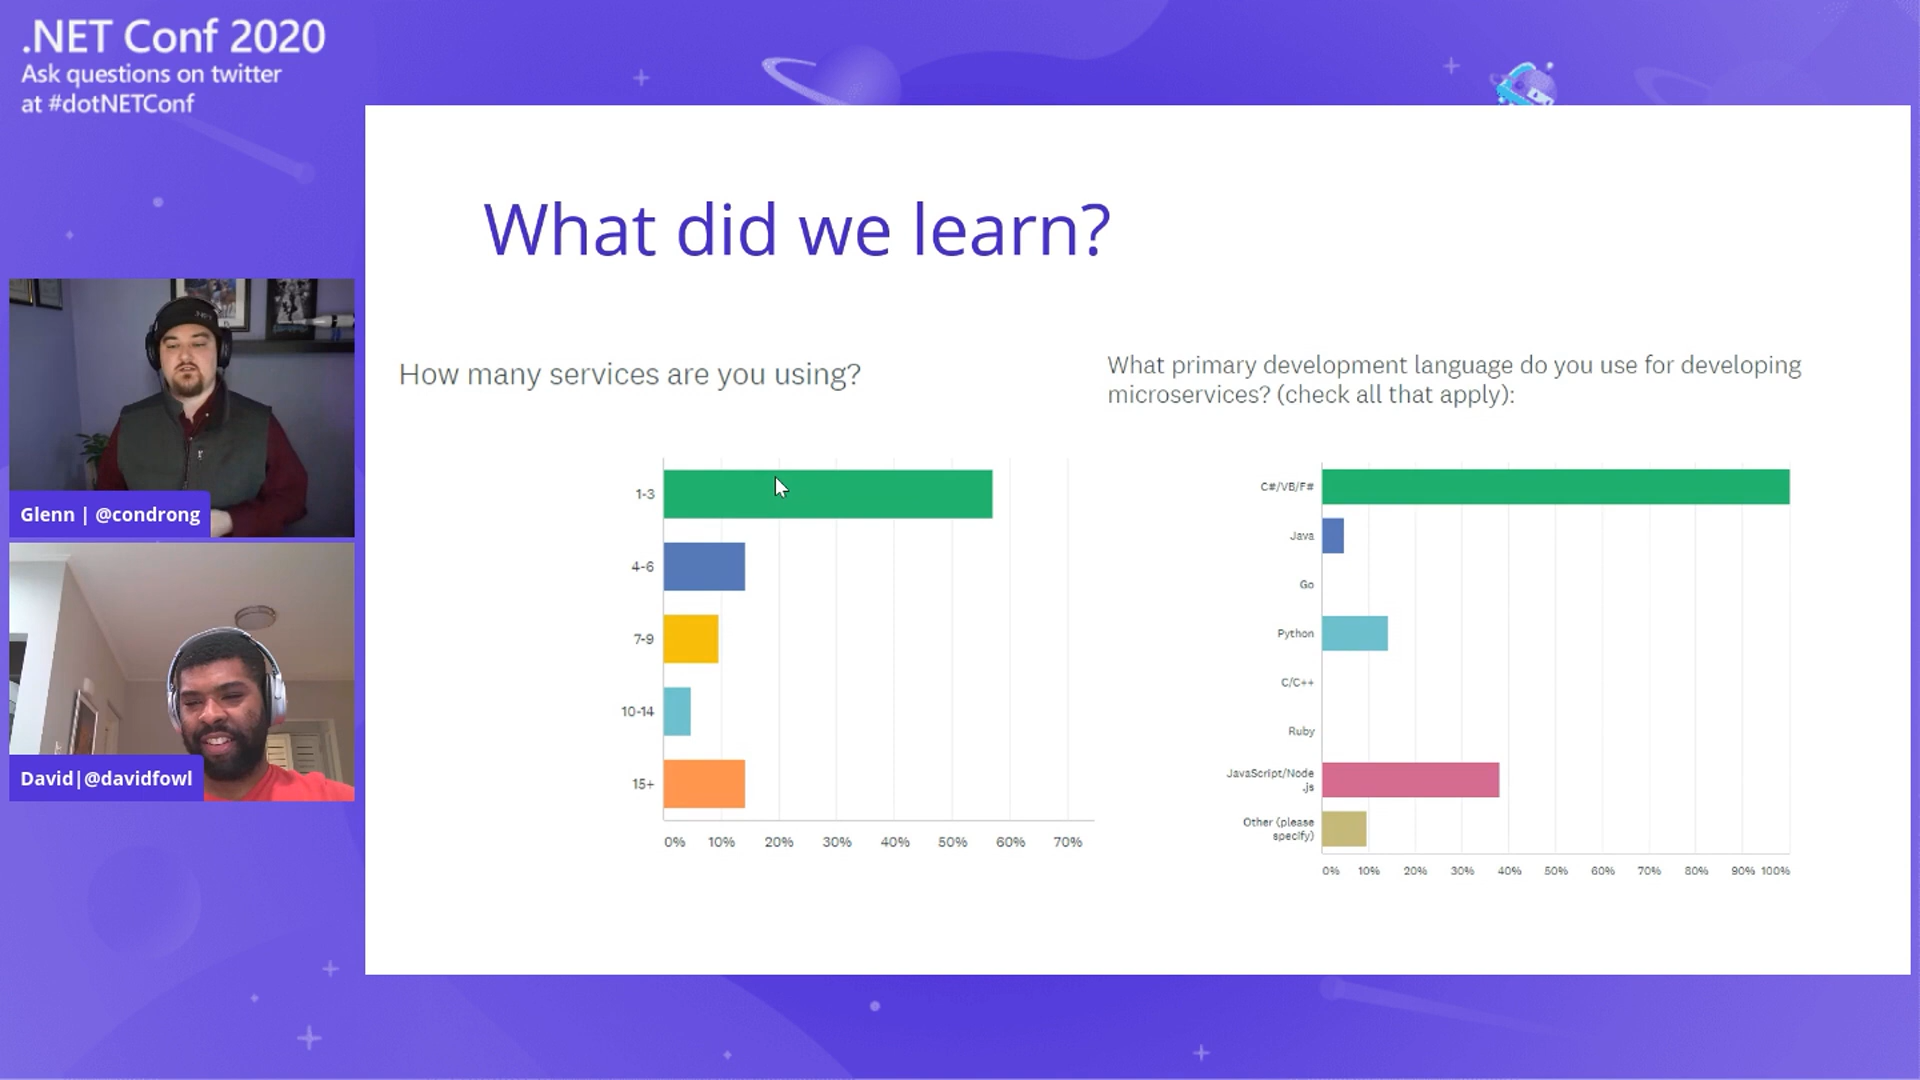 .NET Conf 2020
Ask questions on twitter
at #dotNETConf
What did we learn?
How many services are you using?
1-3
4-6
7-9
10-14
15+
0% 10% 20% 30% 40% 50% 60% 70%
What primary development language do you use for developing
microservices? (check all that apply):
C#/VB/F#
Java
Go
Python
C/C++
Ruby
JavaScript/Node
.js
Other (please
specify)
0% 10% 20% 30% 40% 50% 60% 70% 80% 90% 100%
.NET
Glenn | @condrong
David|@davidfowl